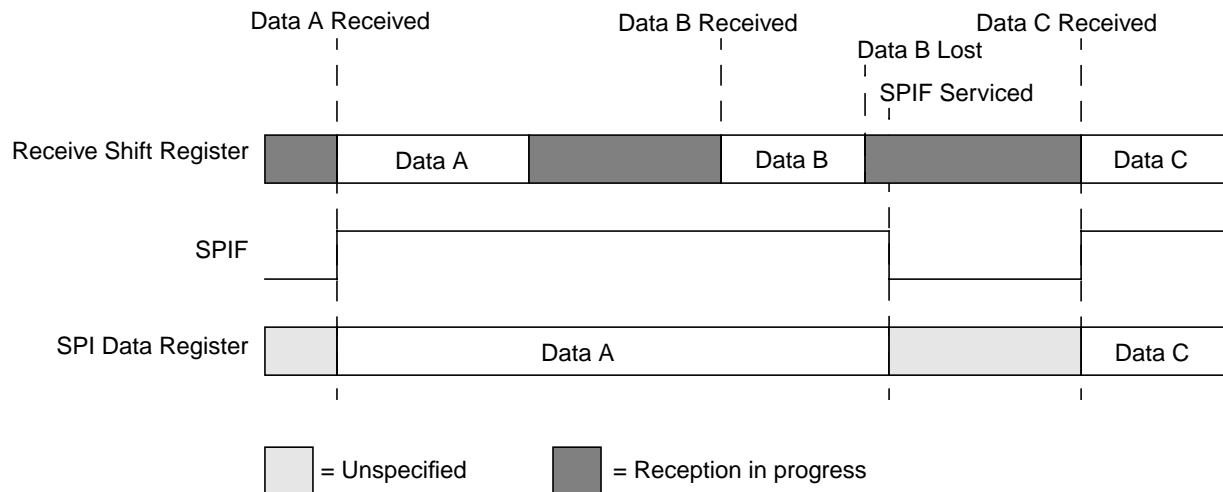 Data A Received
Data B Received
Data C Received
Data B Lost
SPIF Serviced
Receive Shift Register
Data A
Data B
Data C
SPIF
SPI Data Register
Data A
Data C
= Unspecified
= Reception in progress